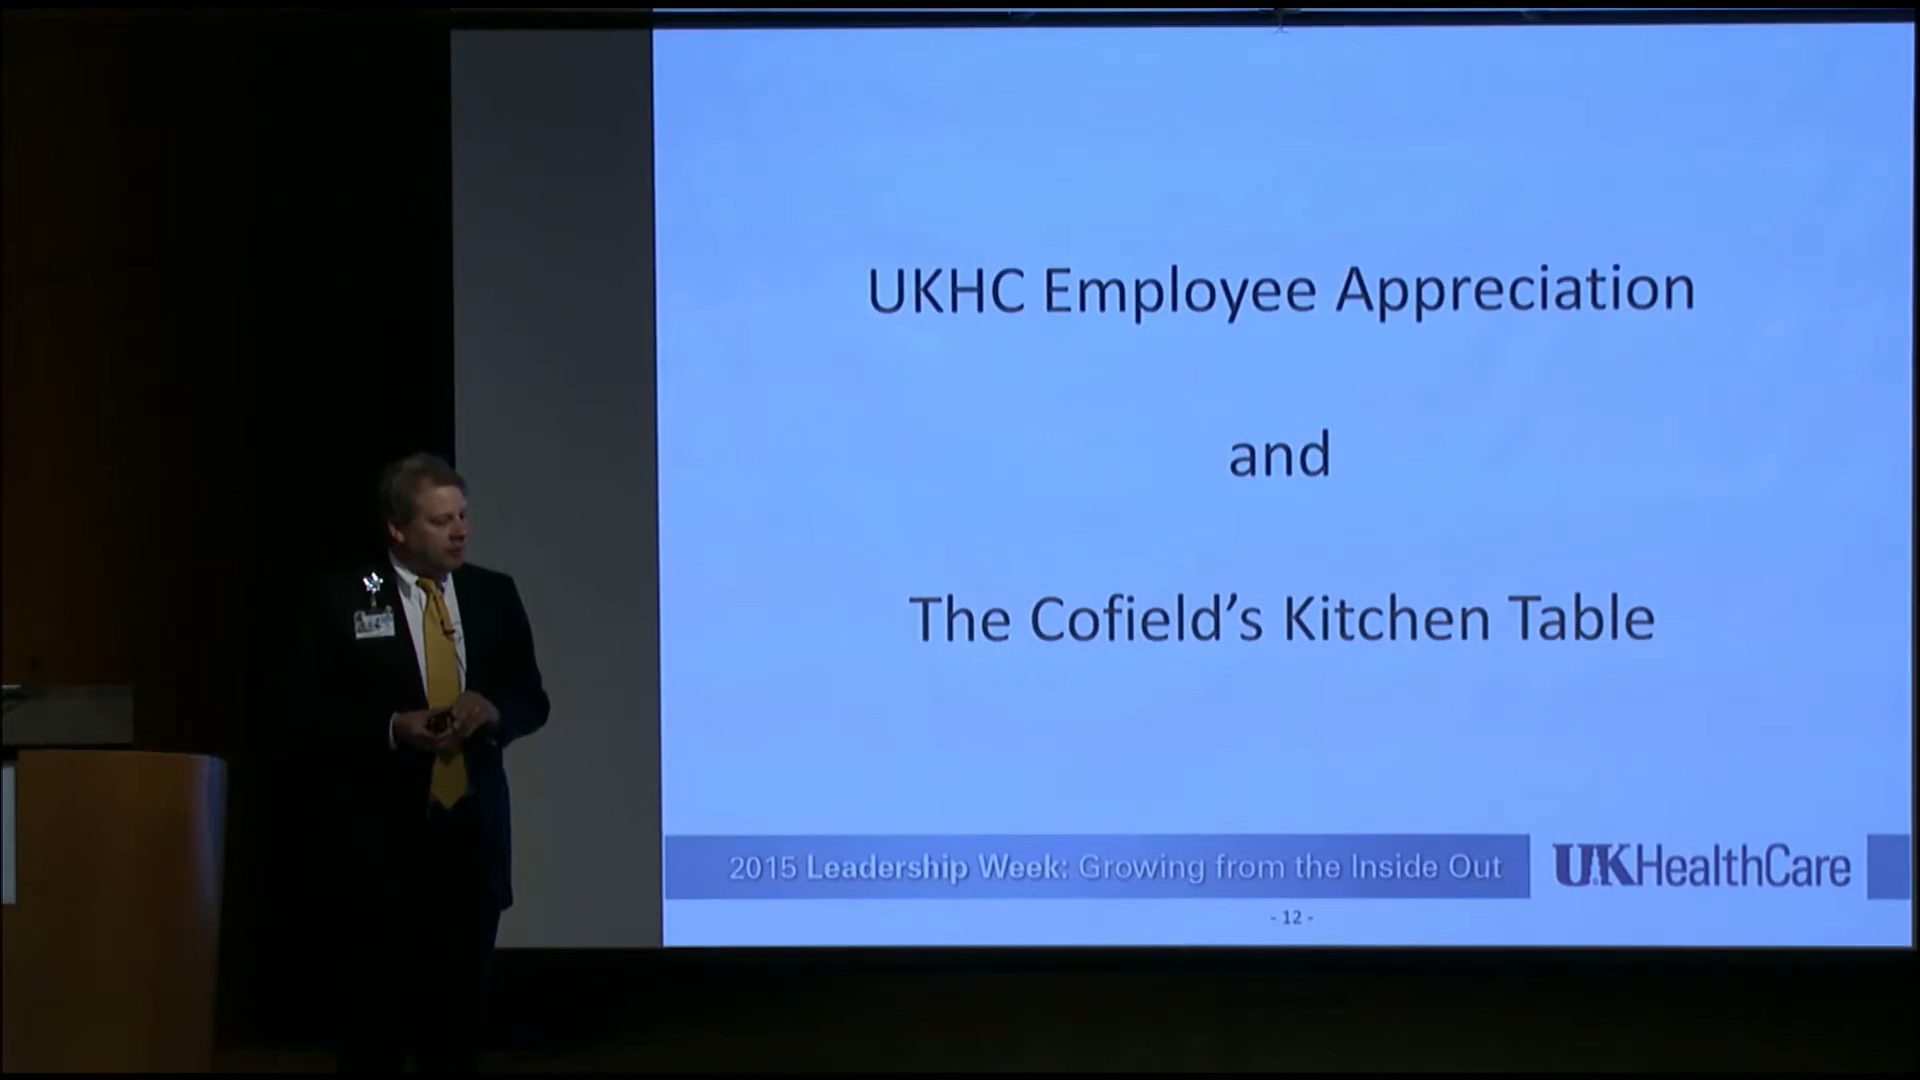 UKHC Employee Appreciation
and
The Cofield's Kitchen Table
2015 Leadership Week: Growing from the Inside Out
UKHealthCare
- 12 -